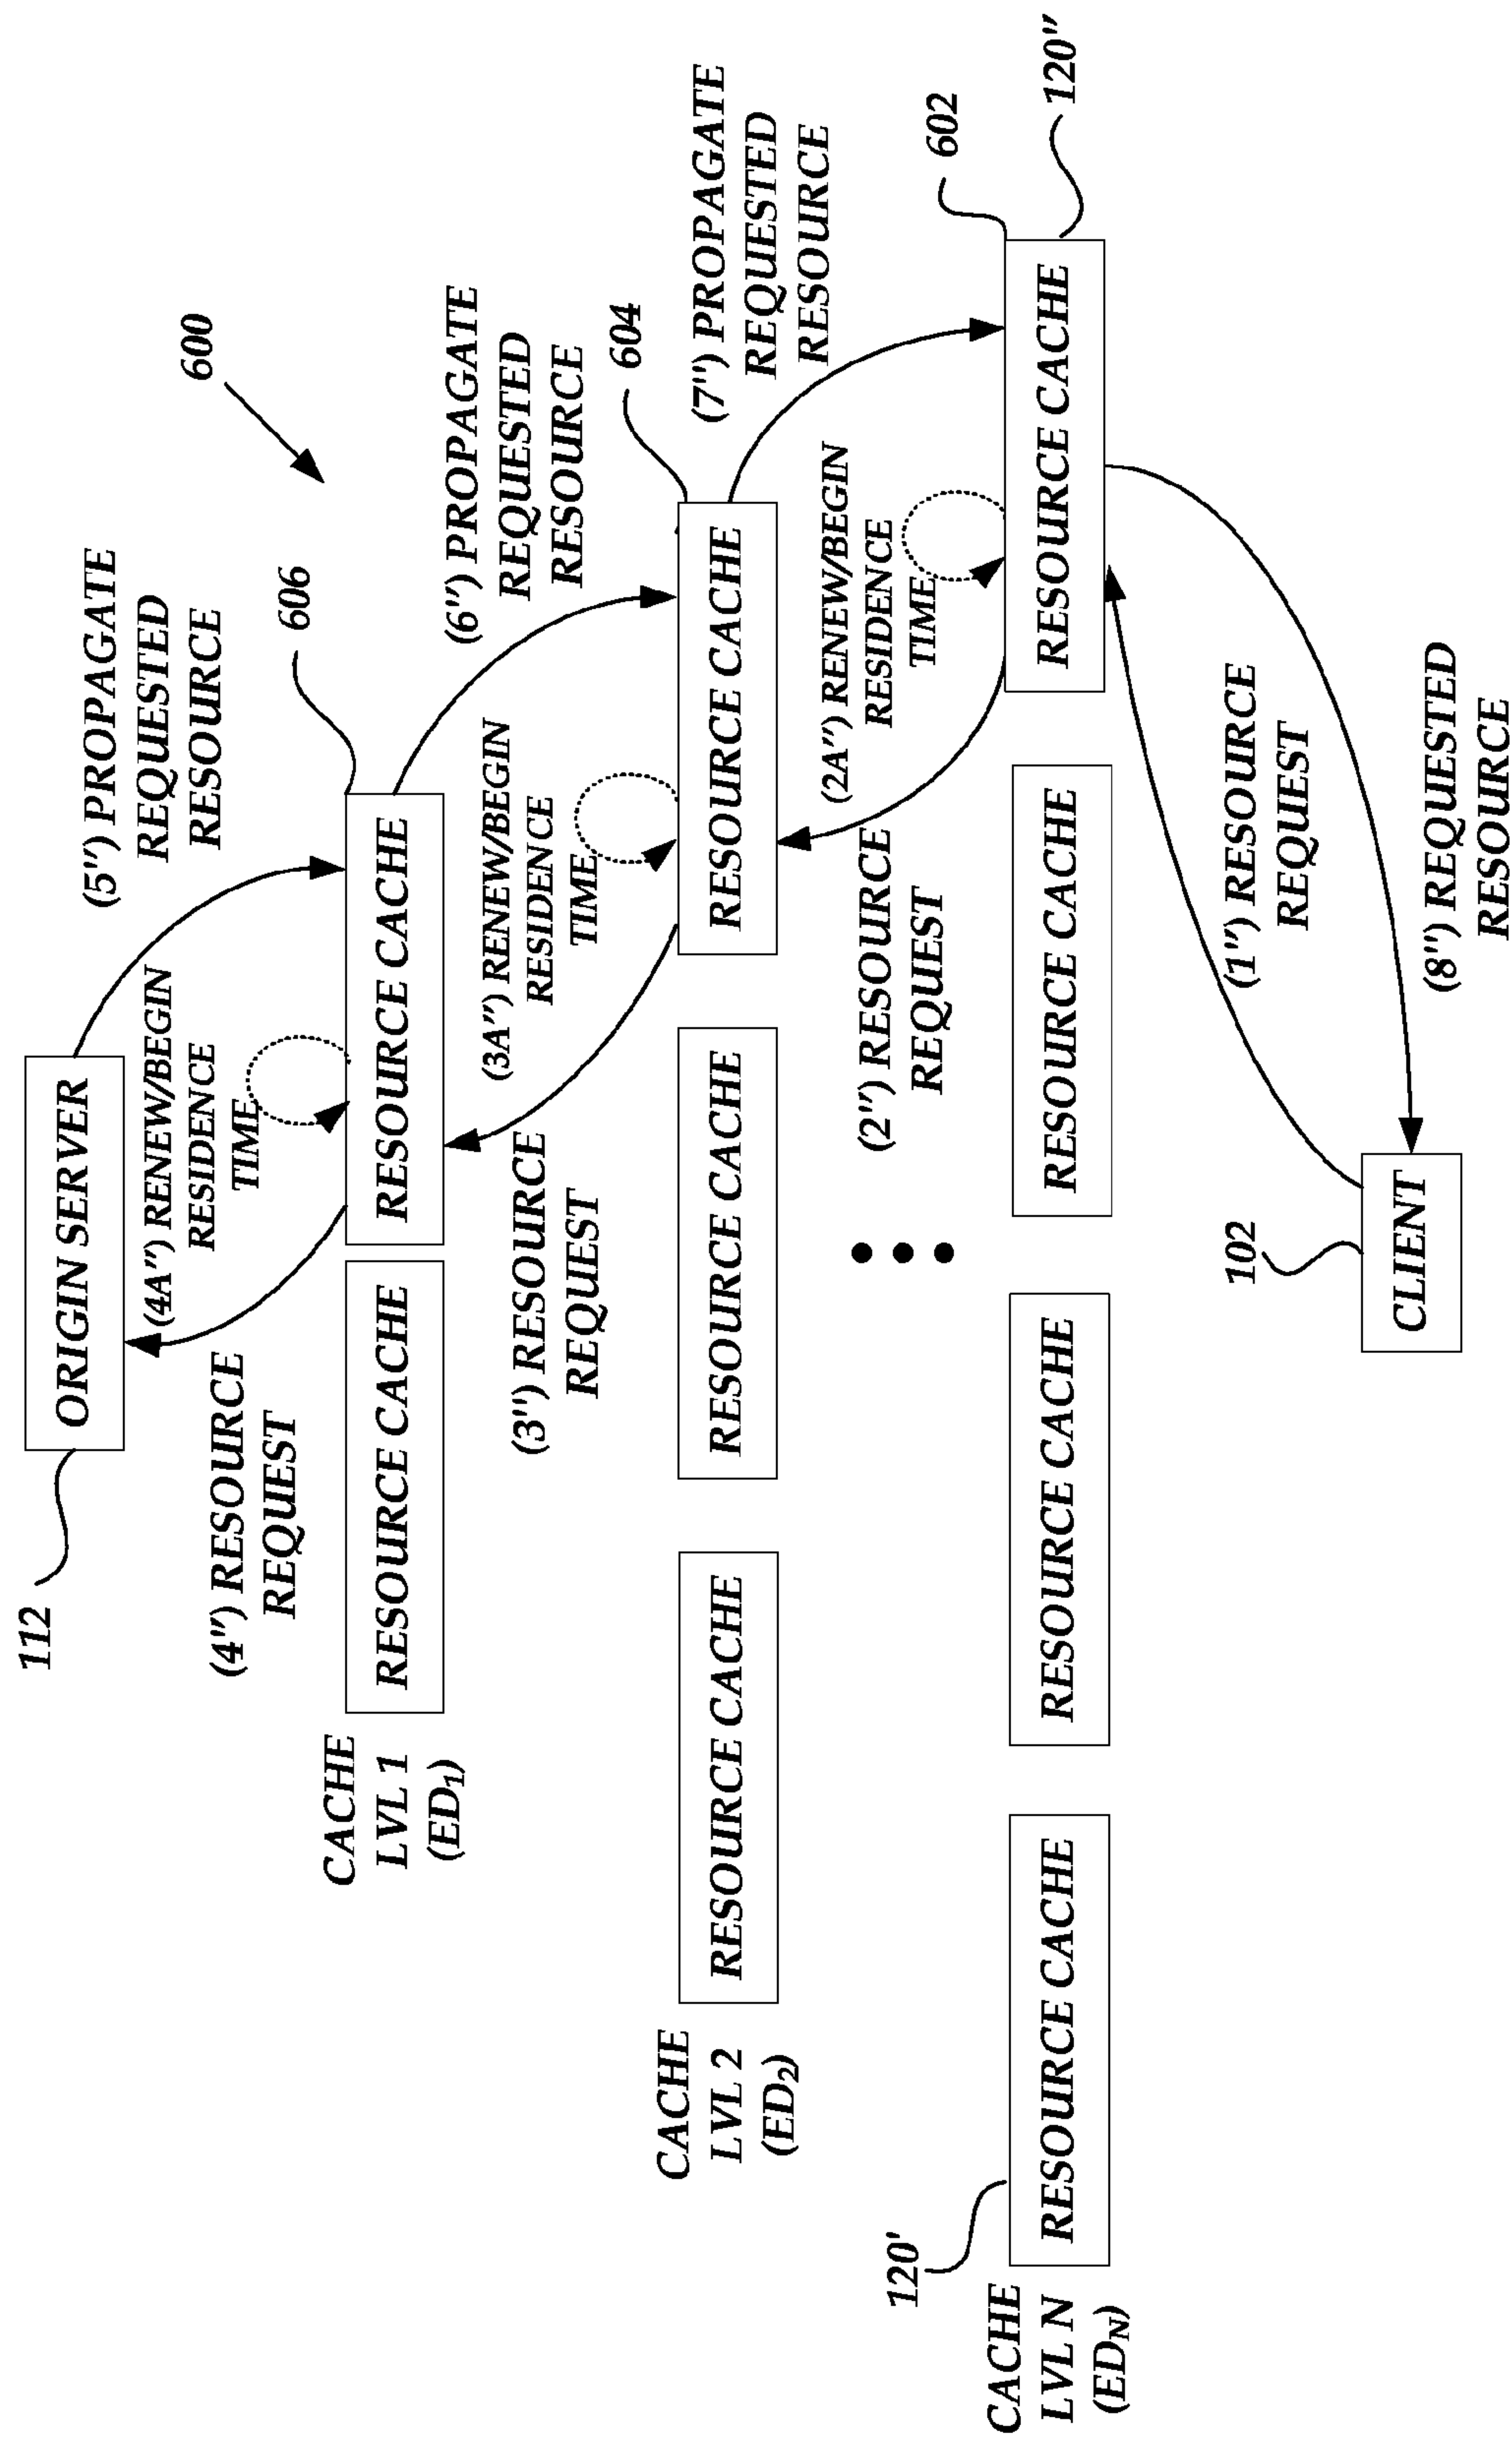 600
112
ORIGIN SERVER
(5") PROPAGATE
REQUESTED
RESOURCE
(4A") RENEW/BEGIN
RESIDENCE
TIME
(4") RESOURCE
REQUEST
606
CACHE
LVL 1
(ED1)
RESOURCE CACHE
RESOURCE CACHE
(6") PROPAGATE
REQUESTED
RESOURCE
(3A") RENEW/BEGIN
RESIDENCE
TIME
(3") RESOURCE
REQUEST
604
CACHE
LVL 2
(ED2)
RESOURCE CACHE
RESOURCE CACHE
RESOURCE CACHE
(7") PROPAGATE
REQUESTED
RESOURCE
(2A") RENEW/BEGIN
RESIDENCE
TIME
(2") RESOURCE
REQUEST
602
120'
120"
CACHE
LVL N
(EDN)
RESOURCE CACHE
RESOURCE CACHE
RESOURCE CACHE
RESOURCE CACHE
(1") RESOURCE
REQUEST
102
CLIENT
(8") REQUESTED
RESOURCE